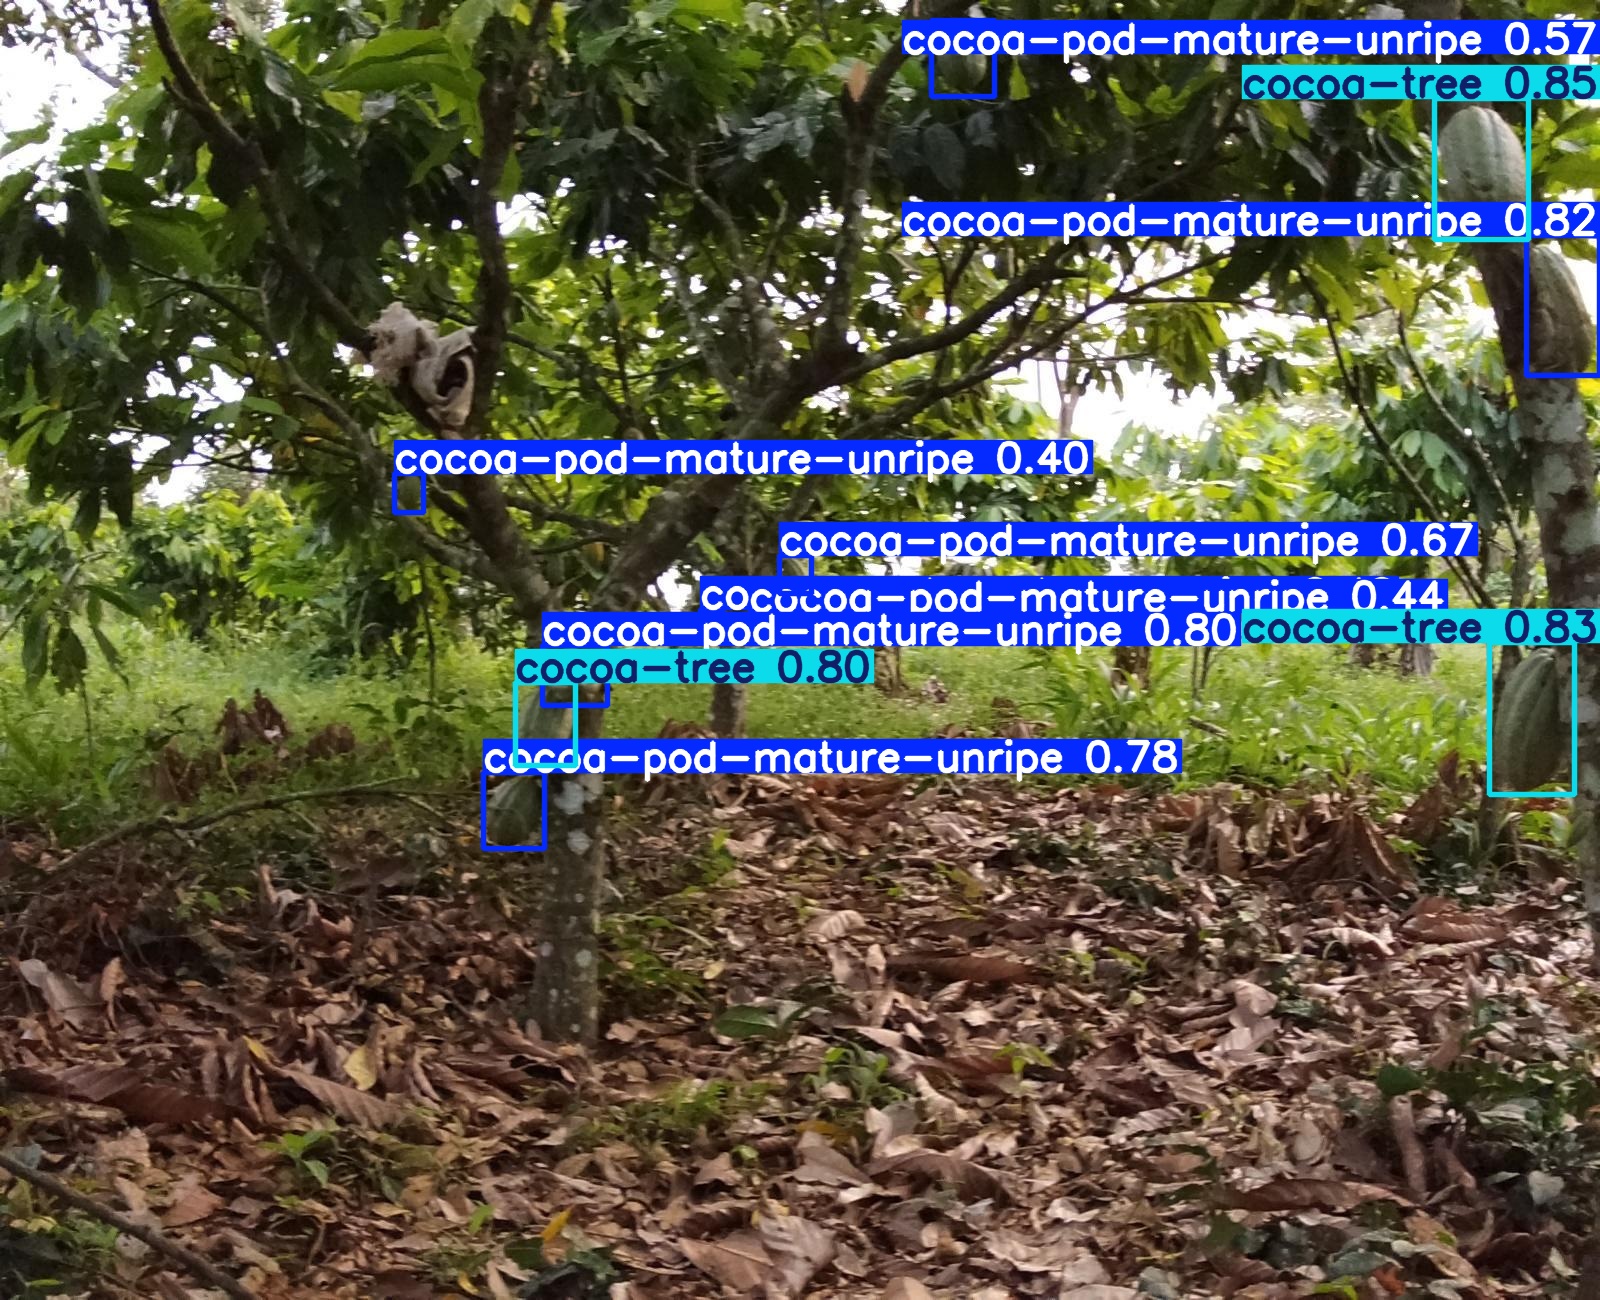 cocoa-pod-mature-unripe 0.57
cocoa-tree 0.85
cocoa-pod-mature-unripe 0.82
cocoa-pod-mature-unripe 0.40
cocoa-pod-mature-unripe 0.67
cocoa-pod-mature-unripe 0.44
cocoa-pod-mature-unripe 0.80
cocoa-tree 0.83
cocoa-tree 0.80
cocoa-pod-mature-unripe 0.78